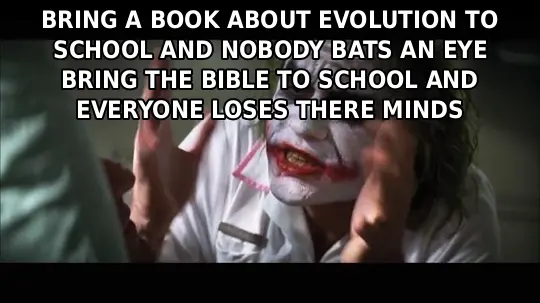 BRING A BOOK ABOUT EVOLUTION TO
SCHOOL AND NOBODY BATS AN EYE
BRING THE BIBLE TO SCHOOL AND
EVERYONE LOSES THERE MINDS